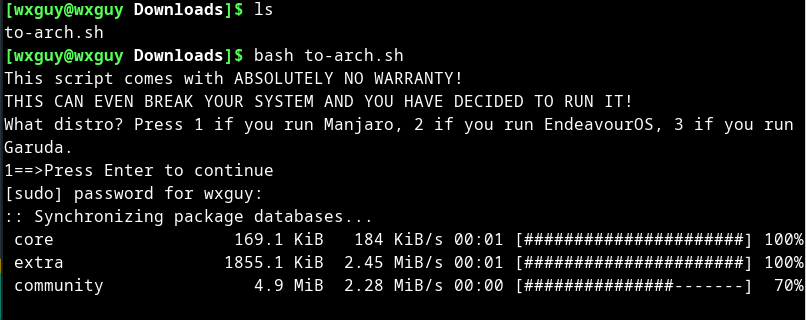 [wxguy@wxguy Downloads]$ ls
to-arch.sh
[wxguy@wxguy Downloads]$ bash to-arch.sh
This script comes with ABSOLUTELY NO WARRANTY!
THIS CAN EVEN BREAK YOUR SYSTEM AND YOU HAVE DECIDED TO RUN IT!
What distro? Press 1 if you run Manjaro, 2 if you run EndeavourOS, 3 if you run
Garuda.
1==>Press Enter to continue
[sudo] password for wxguy:
:: Synchronizing package databases...
core 169.1 KiB 184 KiB/s 00:01 [######################] 100%
extra 1855.1 KiB 2.45 MiB/s 00:01 [######################] 100%
community 4.9 MiB 2.28 MiB/s 00:00 [###############-------] 70%